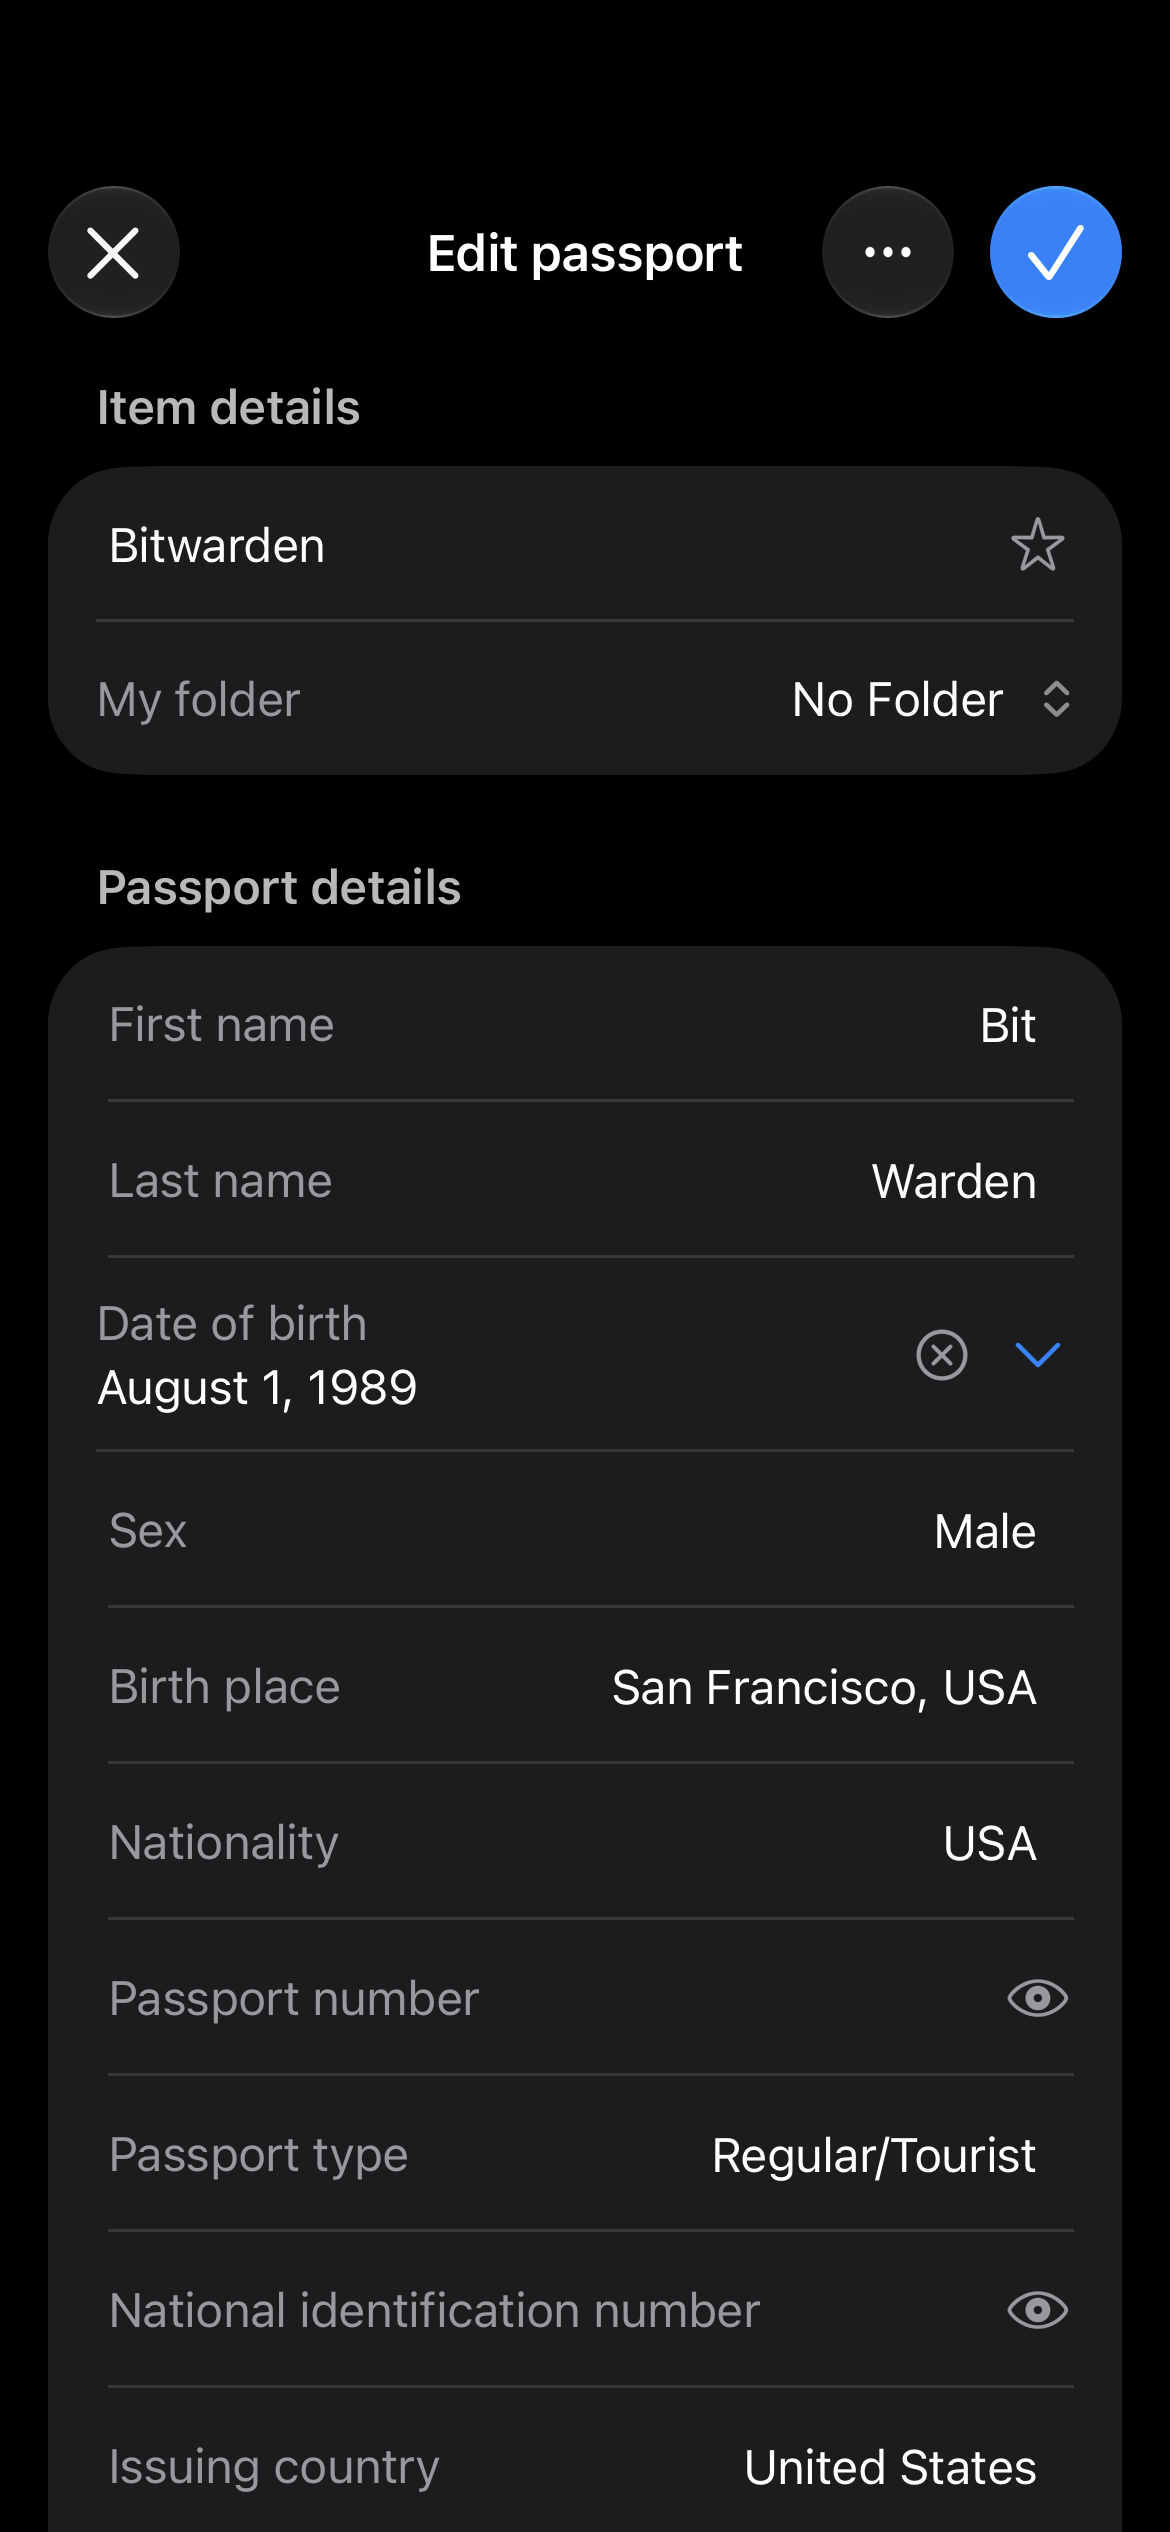 Edit passport
Item details
Bitwarden
My folder No Folder
Passport details
First name Bit
Last name Warden
Date of birth
August 1, 1989
Sex Male
Birth place San Francisco, USA
Nationality USA
Passport number
Passport type Regular/Tourist
National identification number
Issuing country United States